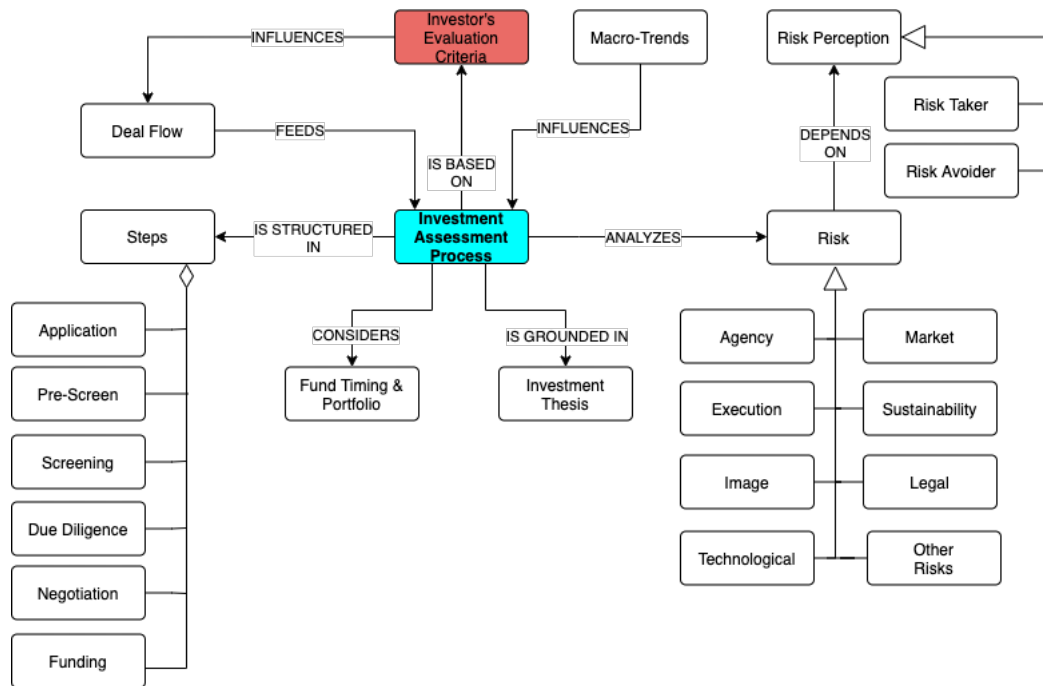 Investor's
Evaluation
Criteria
INFLUENCES
Macro-Trends
Risk Perception
Deal Flow
FEEDS
INFLUENCES
IS BASED
ON
DEPENDS
ON
Risk Taker
Risk Avoider
Steps
IS STRUCTURED
IN
Investment
Assessment
Process
ANALYZES
Risk
Application
Pre-Screen
Screening
Due Diligence
Negotiation
Funding
CONSIDERS
IS GROUNDED IN
Fund Timing &
Portfolio
Investment
Thesis
Agency
Market
Execution
Sustainability
Image
Legal
Technological
Other
Risks